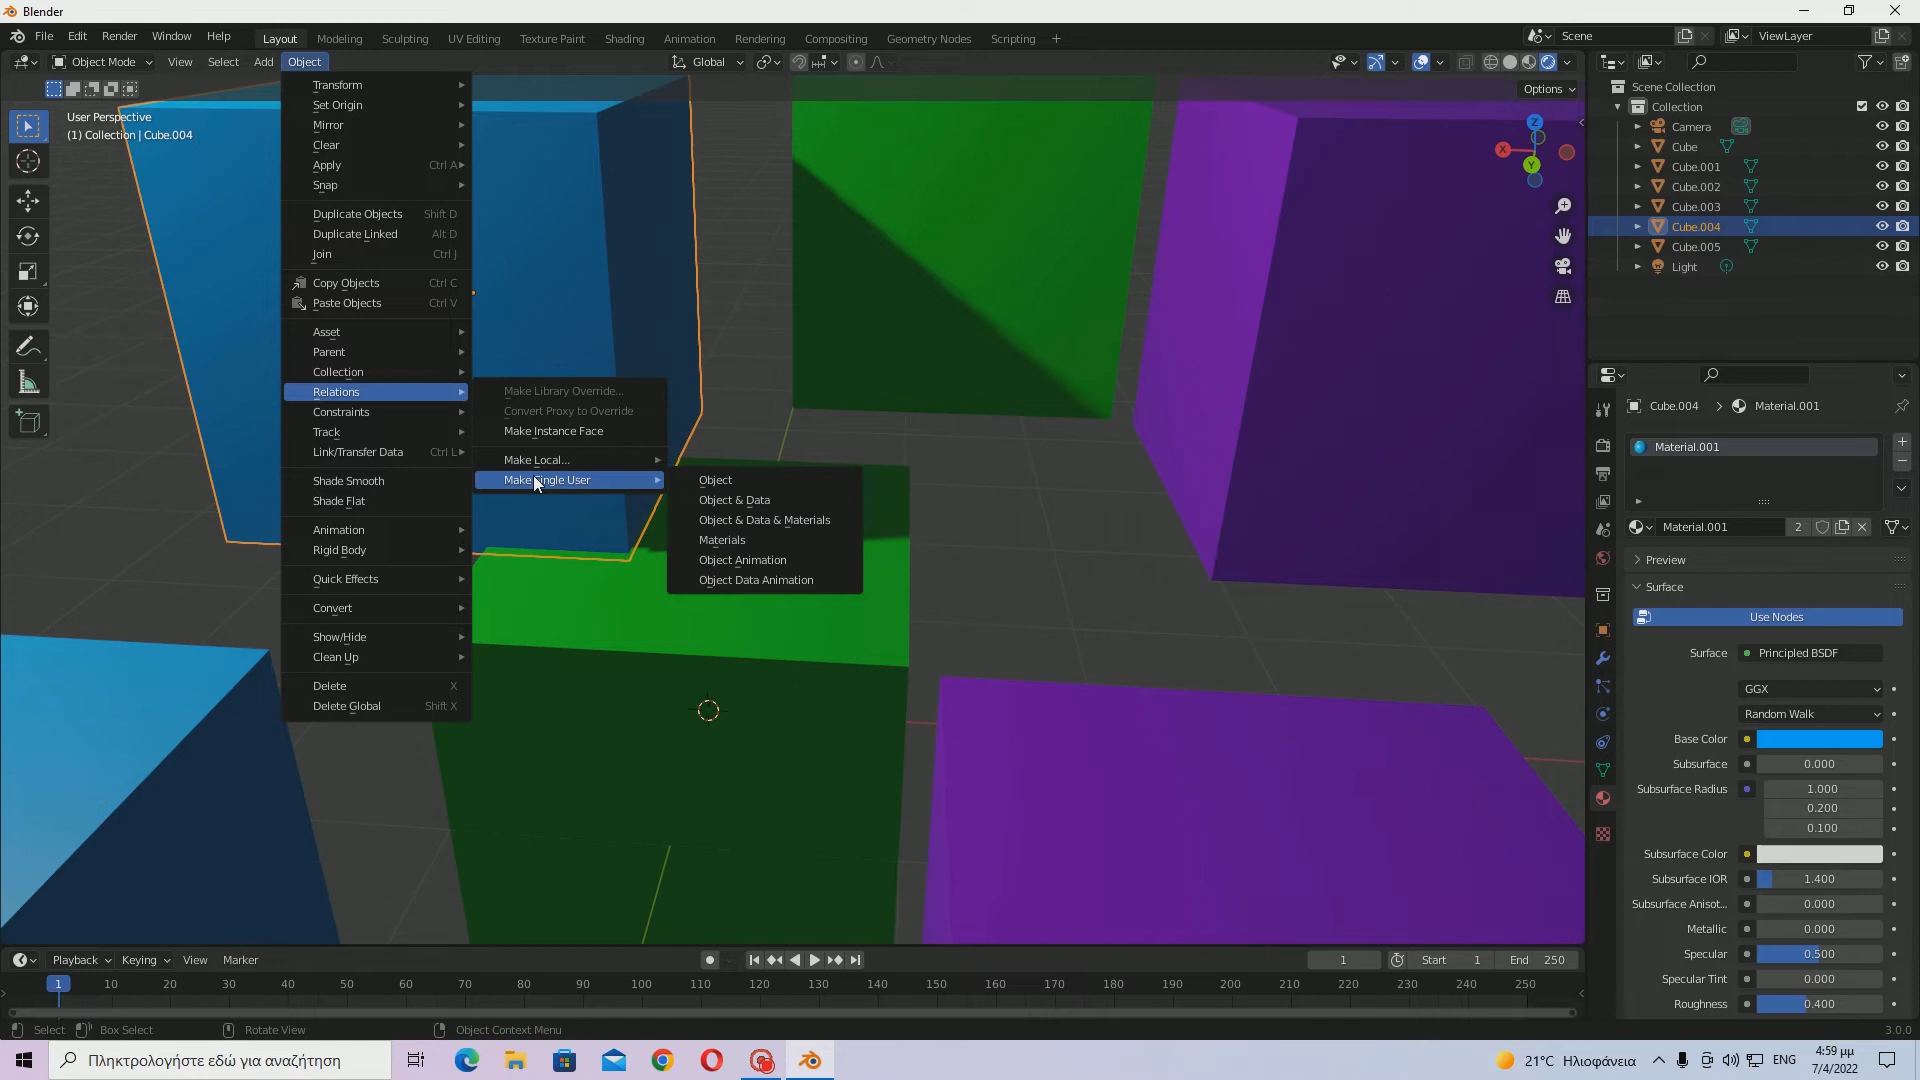 Blender
File Edit Render Window Help
Layout Modeling Sculpting UV Editing Texture Paint Shading Animation Rendering Compositing Geometry Nodes Scripting +
Scene
ViewLayer
Object Mode View Select Add Object
Global
Options
User Perspective
(1) Collection | Cube.004
Transform
Set Origin
Mirror
Clear
Apply Ctrl A
Snap
Duplicate Objects Shift D
Duplicate Linked Alt D
Join Ctrl J
Copy Objects Ctrl C
Paste Objects Ctrl V
Asset
Parent
Collection
Relations
Constraints
Track
Link/Transfer Data Ctrl L
Shade Smooth
Shade Flat
Animation
Rigid Body
Quick Effects
Convert
Show/Hide
Clean Up
Delete X
Delete Global Shift X
Make Library Override...
Convert Proxy to Override
Make Instance Face
Make Local...
Make Single User
Object
Object & Data
Object & Data & Materials
Materials
Object Animation
Object Data Animation
Z
X
Y
Scene Collection
Collection
Camera
Cube
Cube.001
Cube.002
Cube.003
Cube.004
Cube.005
Light
Cube.004 > Material.001
Material.001
Material.001 2
Preview
Surface
Use Nodes
Surface Principled BSDF
GGX
Random Walk
Base Color
Subsurface 0.000
Subsurface Radius 1.000
0.200
0.100
Subsurface Color
Subsurface IOR 1.400
Subsurface Anisot... 0.000
Metallic 0.000
Specular 0.500
Specular Tint 0.000
Roughness 0.400
Playback Keying View Marker
1 Start 1 End 250
1 10 20 30 40 50 60 70 80 90 100 110 120 130 140 150 160 170 180 190 200 210 220 230 240 250
Select Box Select Rotate View Object Context Menu 3.0.0
Πληκτρολογήστε εδώ για αναζήτηση
21°C Ηλιοφάνεια
ENG
4:59 μμ
7/4/2022